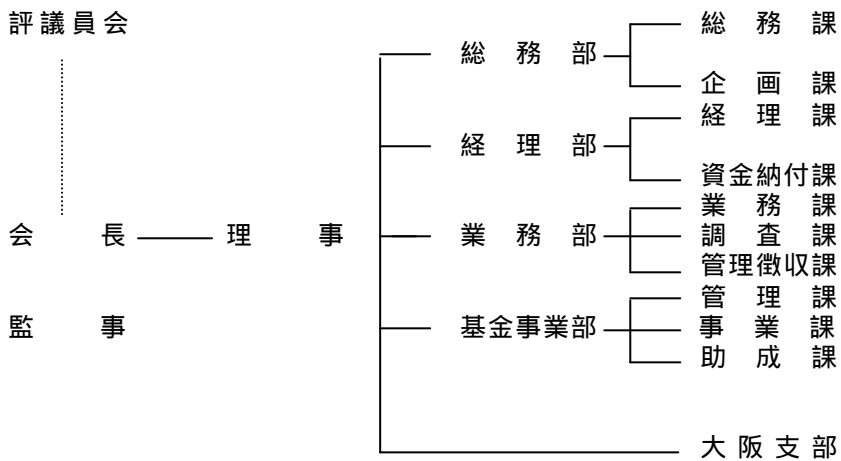 評議員会 総務課
総務部
企画課
経理課
経理部
資金納付課
業務課
会長 理事 業務部 調査課
管理徴収課
管理課
監事 基金事業部 事業課
助成課
大阪支部